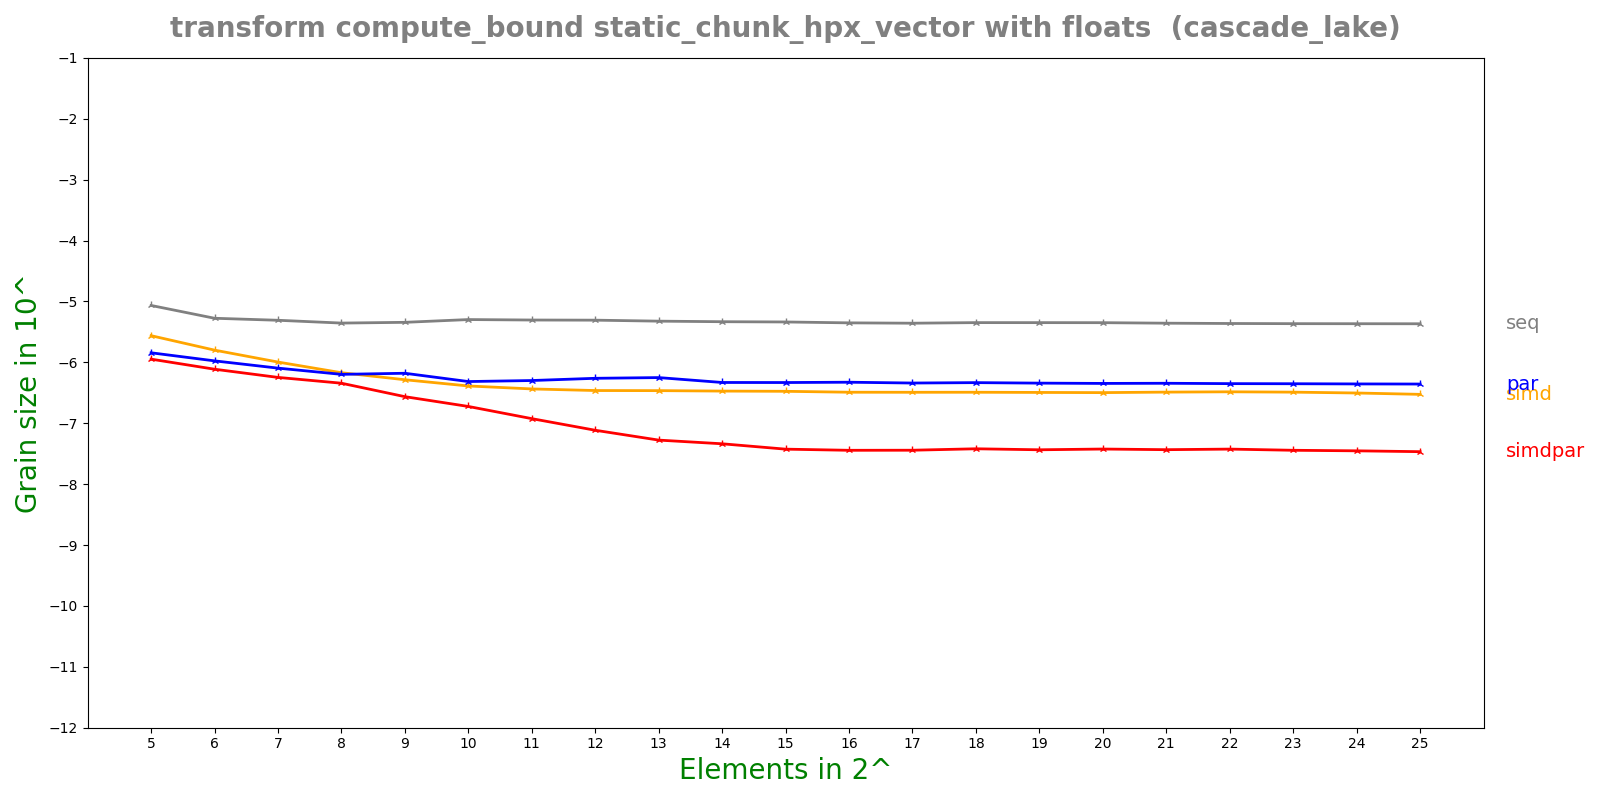 transform compute_bound static_chunk_hpx_vector with floats (cascade_lake)
Grain size in 10^
−1
−2
−3
−4
−5
−6
−7
−8
−9
−10
−11
−12
seq
par
simd
simdpar
5 6 7 8 9 10 11 12 13 14 15 16 17 18 19 20 21 22 23 24 25
Elements in 2^